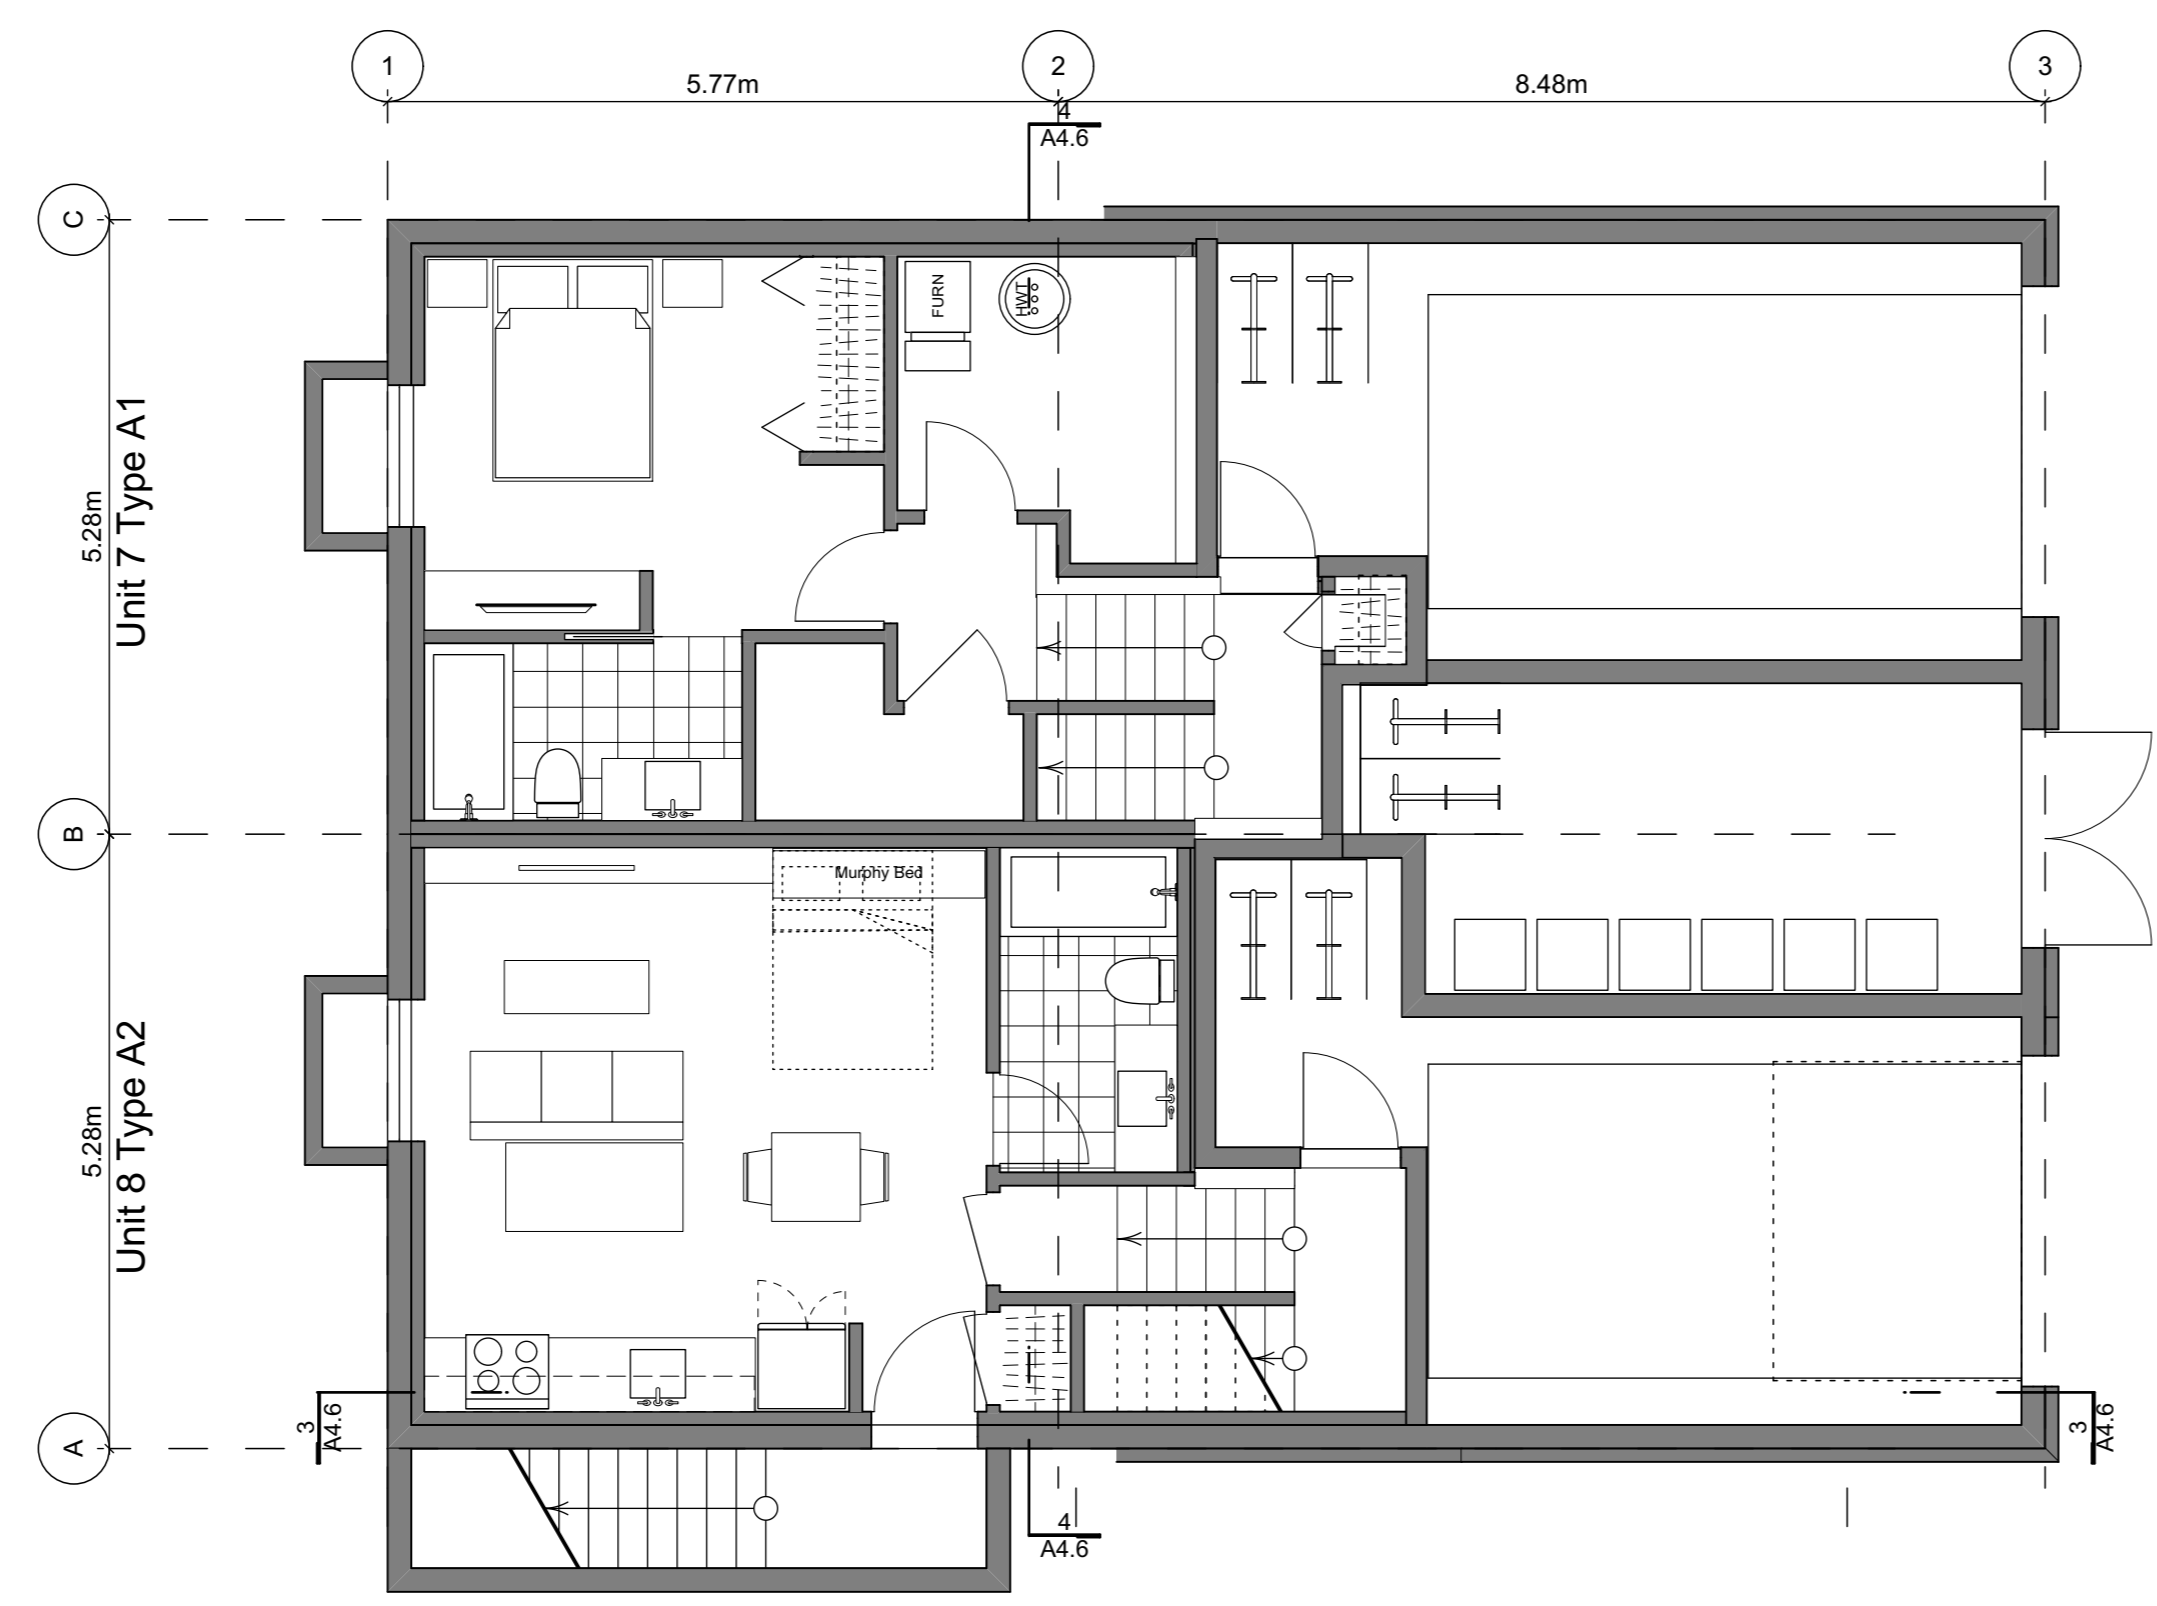 1
2
3
5.77m
8.48m
4
A4.6
C
FURN
HWT
5.28m
Unit 7 Type A1
B
Murphy Bed
5.28m
Unit 8 Type A2
3
A4.6
3
A4.6
A
4
A4.6